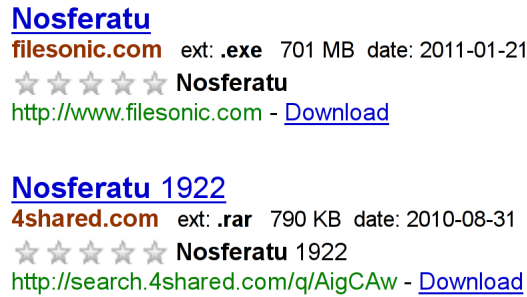 Nosferatu
filesonic.com ext: .exe 701 MB date: 2011-01-21
Nosferatu
http://www.filesonic.com - Download
Nosferatu 1922
4shared.com ext: .rar 790 KB date: 2010-08-31
Nosferatu 1922
http://search.4shared.com/q/AigCAw - Download